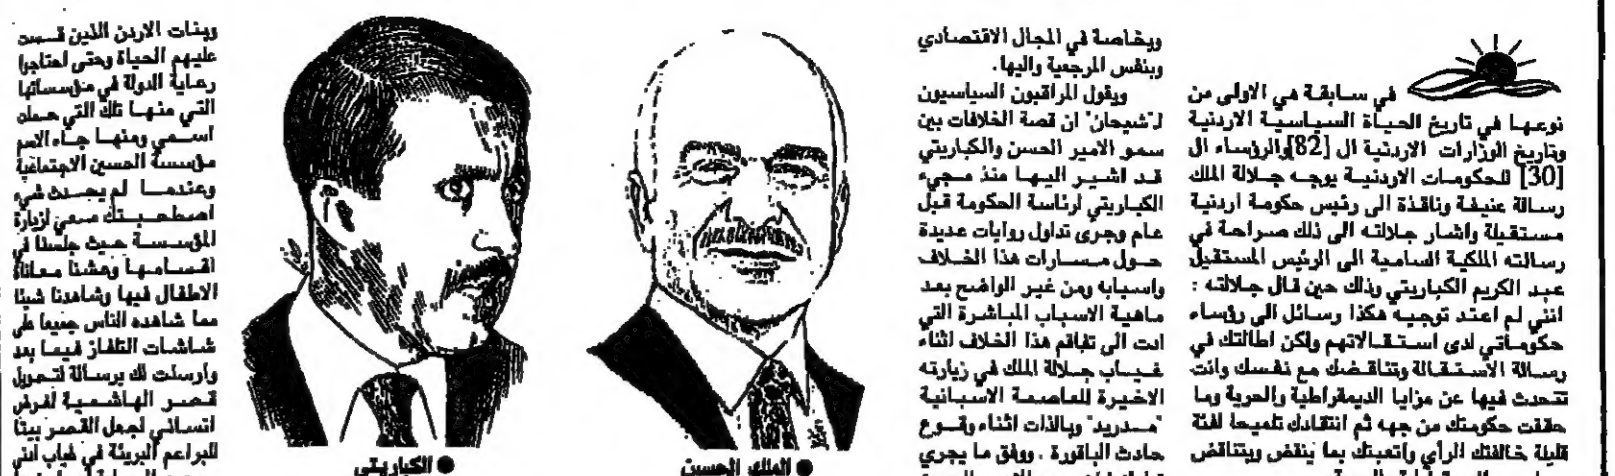 في سابقة هي الاولى من
نوعها في تاريخ الحياة السياسية الاردنية
وتاريخ الوزارات الاردنية ال [82] والرؤساء ال
[30] للحكومات الاردنية يوجه جلالة الملك
رسالة عنيفة وناقذة الى رئيس حكومة اردنية
مستقيلة واشار جلالته الى ذلك صراحة في
رسالته الملكية السامية الى الرئيس المستقيل
عبد الكريم الكباريتي وذلك حين قال جلالته :
انني لم اعتد توجيه هكذا رسائل الى رؤساء
حكوماتي لدى استقالاتهم ولكن اطالتك في
رسالة الاستقالة وتناقضك مع نفسك وانت
تتحدث فيها عن مزايا الديمقراطية والحرية وما
حققت حكومتك من جهه ثم انتقادك تلميحا لفئة
قليلة خالفتك الرأي واتعبتك بما ينقض ويتناقض
وبخاصة في المجال الاقتصادي
وبنفس المرجعية واليها.
ويقول المراقبون السياسيون
لـ"شيحان" ان قصة الخلافات بين
سمو الامير الحسن والكباريتي
قد اشير اليها منذ مجيء
الكباريتي لرئاسة الحكومة قبل
عام وجرى تداول روايات عديدة
حول مسارات هذا الخلاف
واسبابه ومن غير الواضح بعد
ماهية الاسباب المباشرة التي
ادت الى تفاقم هذا الخلاف اثناء
غياب جلالة الملك في زيارته
الاخيرة للعاصمة الاسبانية
"مدريد" وبالذات اثناء وقوع
حادث الباقورة . ووفق ما يجري
● الملك الحسين
● الكباريتي
وبنات الاردن الذين قست
عليهم الحياة وحتى احتاجوا
رعاية الدولة في مؤسساتها
التي منها تلك التي حملت
اسمي ومنها جاء الاسم
مؤسسة الحسين الاجتماعية
وعندما لم يحدث شيء
اصطحبتك معي لزيارة
المؤسسة حيث جلسنا في
اقسامها وعشنا معاناة
الاطفال فيها وشاهدنا شيئا
مما شاهده الناس جميعا على
شاشات التلفاز فيما بعد
وارسلت لك برسالة لتحويل
قصر الهاشمية لغرض
انساني لجعل القصر بيتا
للبراعم البريئة في غياب انني